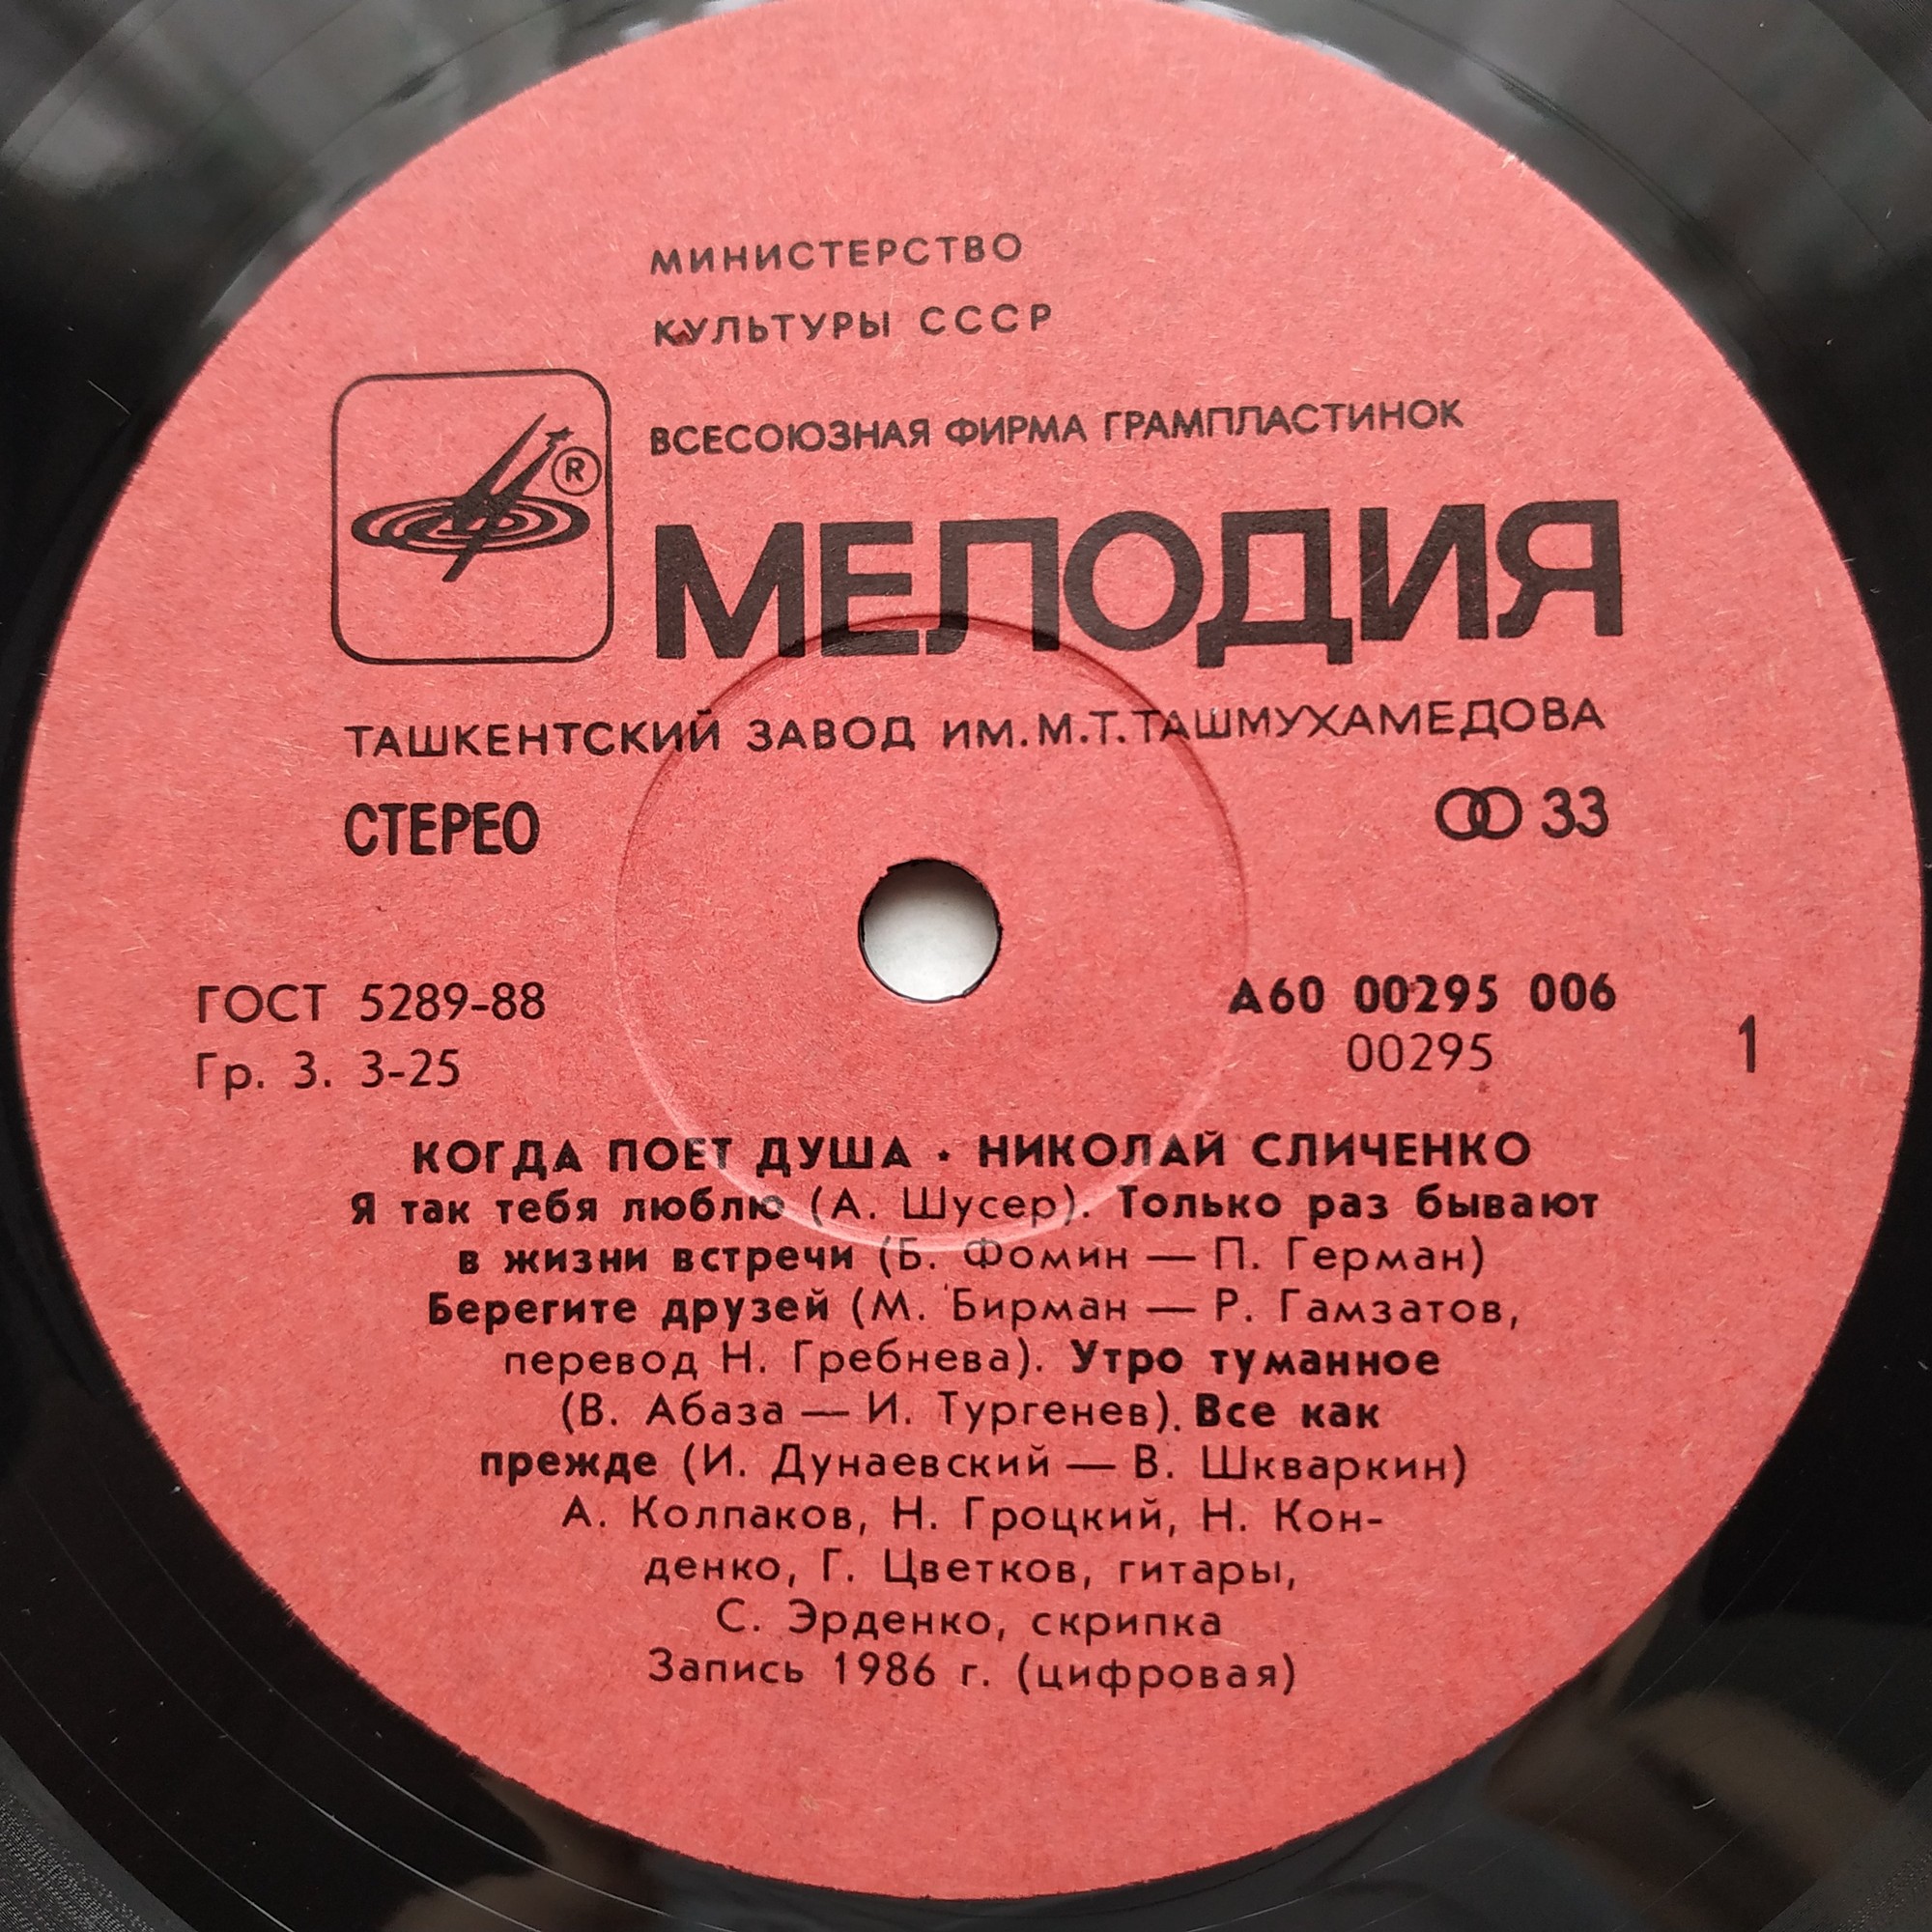 МИНИСТЕРСТВО
КУЛЬТУРЫ СССР
ВСЕСОЮЗНАЯ ФИРМА ГРАМПЛАСТИНОК
®
МЕЛОДИЯ
ТАШКЕНТСКИЙ ЗАВОД ИМ.М.Т.ТАШМУХАМЕДОВА
СТЕРЕО
33
ГОСТ 5289-88
Гр. 3. 3-25
А60 00295 006
00295
1
КОГДА ПОЕТ ДУША · НИКОЛАЙ СЛИЧЕНКО
Я так тебя люблю (А. Шусер). Только раз бывают
в жизни встречи (Б. Фомин — П. Герман)
Берегите друзей (М. Бирман — Р. Гамзатов,
перевод Н. Гребнева). Утро туманное
(В. Абаза — И. Тургенев). Все как
прежде (И. Дунаевский — В. Шкваркин)
А. Колпаков, Н. Гроцкий, Н. Кон-
денко, Г. Цветков, гитары,
С. Эрденко, скрипка
Запись 1986 г. (цифровая)